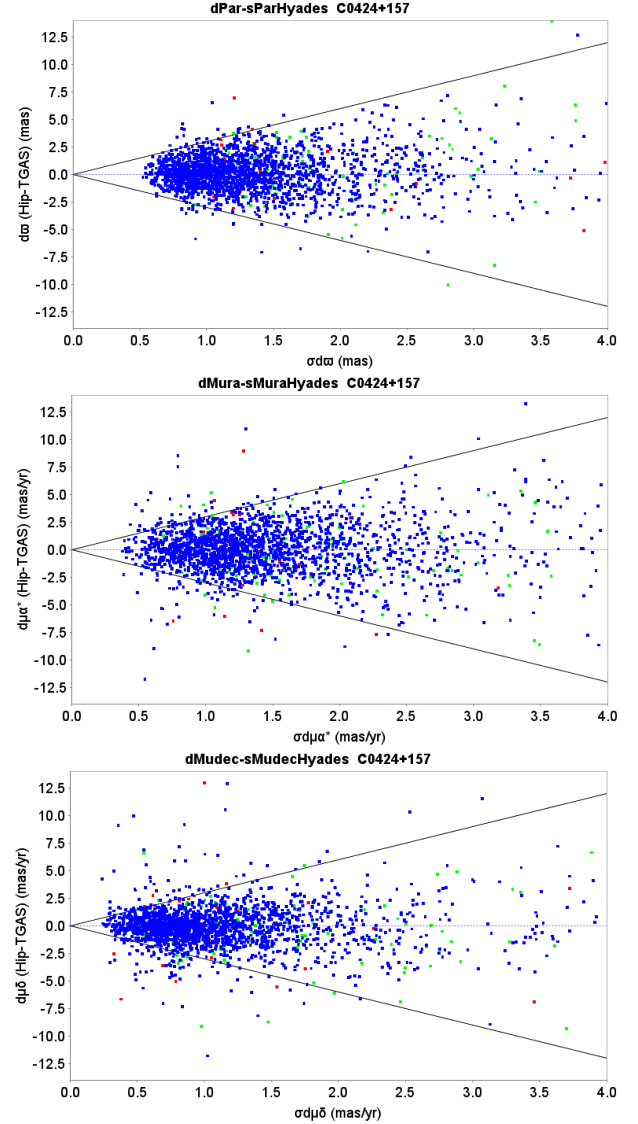 dPar-sParHyades C0424+157
12.5
10.0
7.5
5.0
2.5
0.0
-2.5
-5.0
-7.5
-10.0
-12.5
dϖ (Hip-TGAS) (mas)
0.0 0.5 1.0 1.5 2.0 2.5 3.0 3.5 4.0
σdϖ (mas)
dMura-sMuraHyades C0424+157
12.5
10.0
7.5
5.0
2.5
0.0
-2.5
-5.0
-7.5
-10.0
-12.5
dμα* (Hip-TGAS) (mas/yr)
0.0 0.5 1.0 1.5 2.0 2.5 3.0 3.5 4.0
σdμα* (mas/yr)
dMudec-sMudecHyades C0424+157
12.5
10.0
7.5
5.0
2.5
0.0
-2.5
-5.0
-7.5
-10.0
-12.5
dμδ (Hip-TGAS) (mas/yr)
0.0 0.5 1.0 1.5 2.0 2.5 3.0 3.5 4.0
σdμδ (mas/yr)